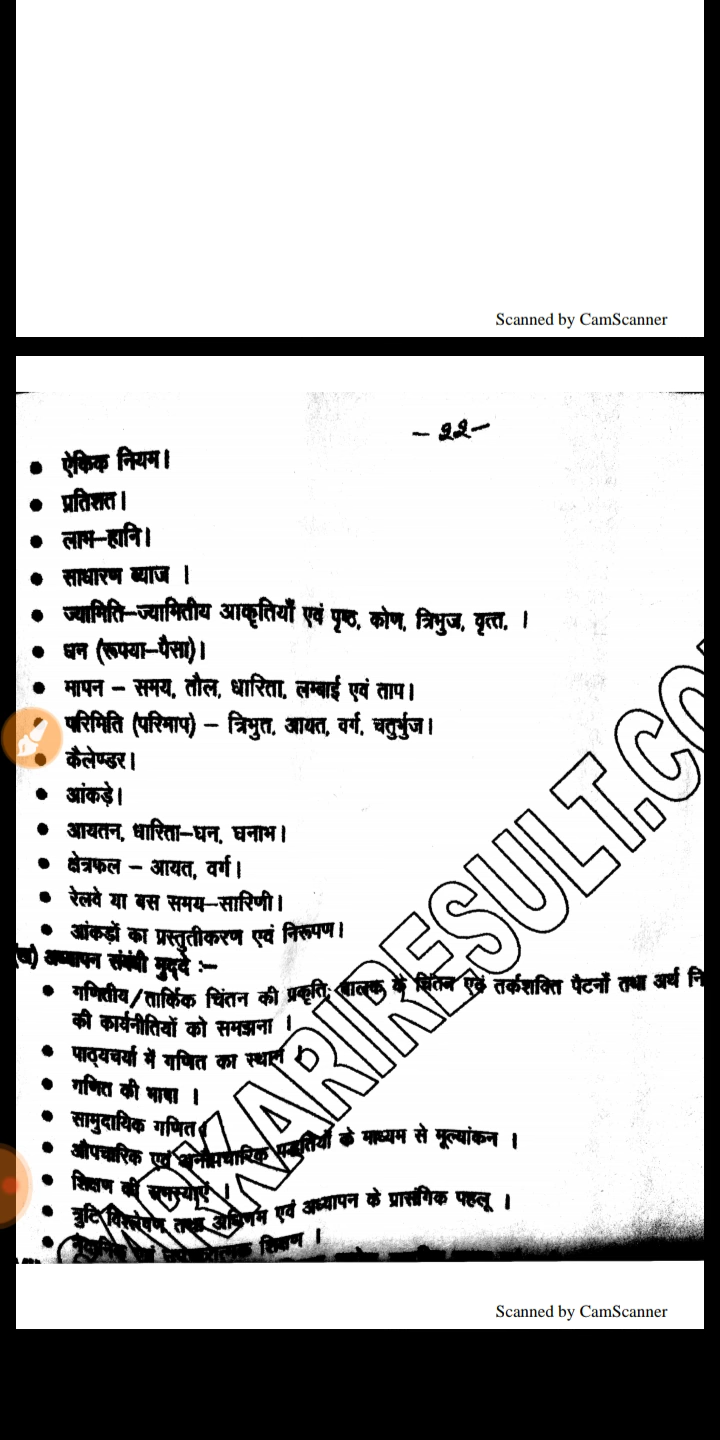 Scanned by CamScanner
– २२ –
• ऐकिक नियम।
• प्रतिशत।
• लाभ–हानि।
• साधारण ब्याज ।
• ज्यामिति–ज्यामितीय आकृतियाँ एवं पृष्ठ, कोण, त्रिभुज, वृत्त, ।
• धन (रूपया–पैसा)।
• मापन – समय, तौल, धारिता, लम्बाई एवं ताप।
• परिमिति (परिमाप) – त्रिभुत, आयत, वर्ग, चतुर्भुज।
• कैलेण्डर।
• आंकड़े।
• आयतन, धारिता–घन, घनाभ।
• क्षेत्रफल – आयत, वर्ग।
• रेलवे या बस समय–सारिणी।
• आंकड़ों का प्रस्तुतीकरण एवं निरूपण।
(ख) अध्यापन संबंधी मुद्दे :–
• गणितीय/तार्किक चिंतन की प्रकृति; बालक के चिंतन एवं तर्कशक्ति पैटनों तथा अर्थ नि
की कार्यनीतियों को समझना ।
• पाठ्यचर्या में गणित का स्थान ।
• गणित की भाषा ।
• सामुदायिक गणित।
• औपचारिक एवं अनौपचारिक पद्धतियों के माध्यम से मूल्यांकन ।
• शिक्षण की समस्याएं ।
• त्रुटि विश्लेषण तथा अधिगम एवं अध्यापन के प्रासंगिक पहलू ।
• एवं शिक्षण ।
RKARIRESULT.CO
Scanned by CamScanner